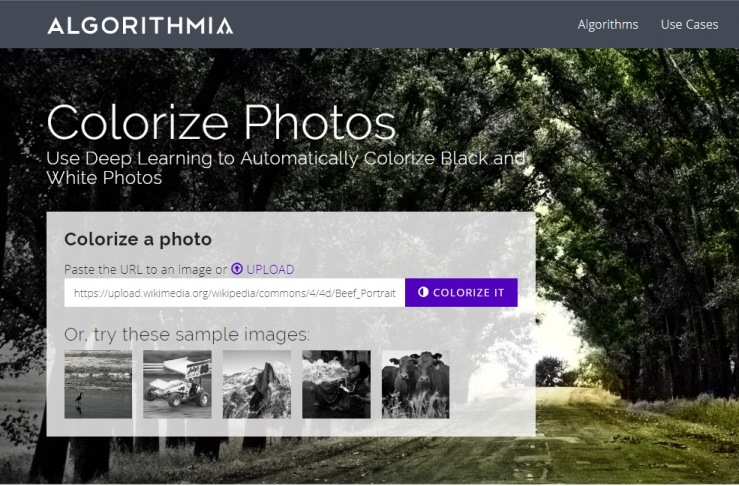 ALGORITHMIA
Algorithms
Use Cases
Colorize Photos
Use Deep Learning to Automatically Colorize Black and
White Photos
Colorize a photo
Paste the URL to an Image or UPLOAD
https://upload.wikimedia.org/wikipedia/commons/4/4d/Beef_Portrait
COLORIZE IT
Or, try these sample images: